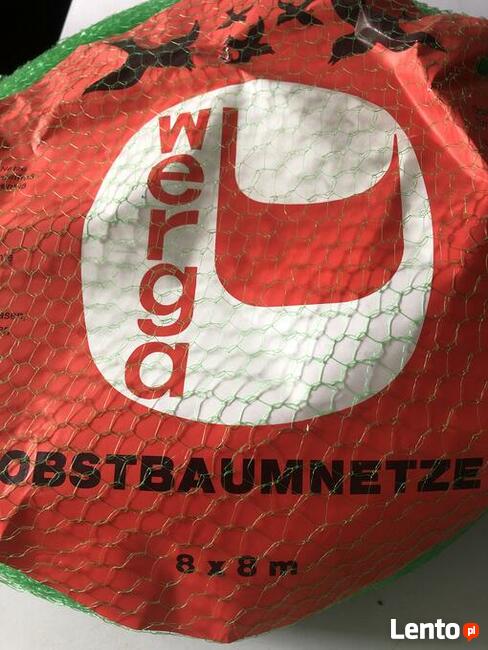 werga
OBSTBAUMNETZE
8 x 8 m
Lento pl